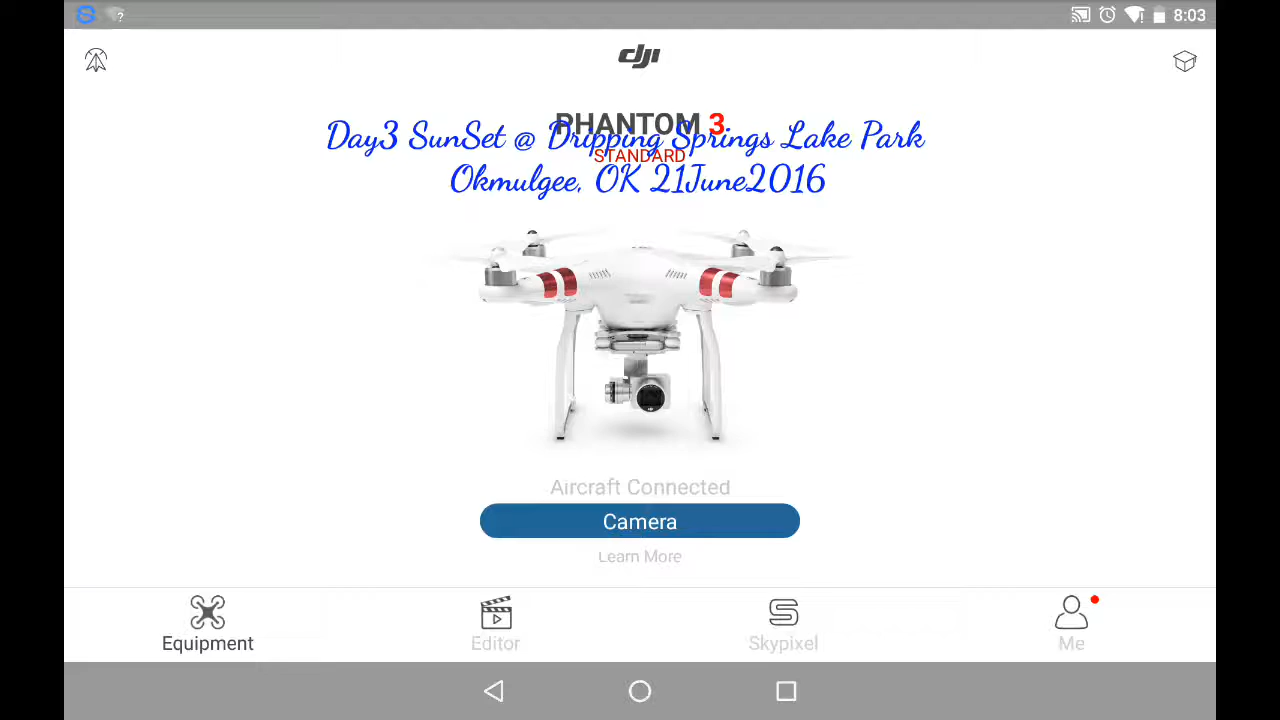 8:03
dji
PHANTOM 3
Day3 SunSet @ Dripping Springs Lake Park
STANDARD
Okmulgee, OK 21June2016
Aircraft Connected
Camera
Learn More
Equipment
Editor
Skypixel
Me